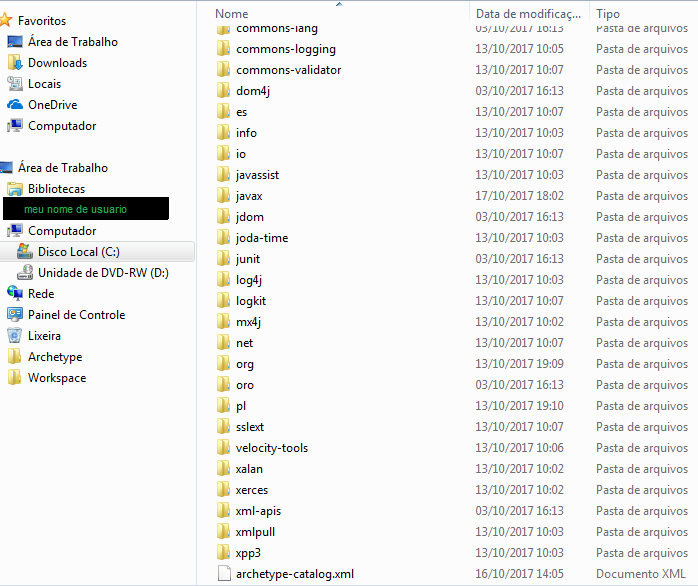 Favoritos
Área de Trabalho
Downloads
Locais
OneDrive
Computador
Área de Trabalho
Bibliotecas
meu nome de usuario
Computador
Disco Local (C:)
Unidade de DVD-RW (D:)
Rede
Painel de Controle
Lixeira
Archetype
Workspace
Nome Data de modificaç... Tipo
commons-lang 03/10/2017 16:13 Pasta de arquivos
commons-logging 13/10/2017 10:05 Pasta de arquivos
commons-validator 13/10/2017 10:07 Pasta de arquivos
dom4j 03/10/2017 16:13 Pasta de arquivos
es 13/10/2017 10:07 Pasta de arquivos
info 13/10/2017 10:03 Pasta de arquivos
io 13/10/2017 10:07 Pasta de arquivos
javassist 13/10/2017 10:03 Pasta de arquivos
javax 17/10/2017 18:02 Pasta de arquivos
jdom 03/10/2017 16:13 Pasta de arquivos
joda-time 13/10/2017 10:03 Pasta de arquivos
junit 03/10/2017 16:13 Pasta de arquivos
log4j 13/10/2017 10:03 Pasta de arquivos
logkit 13/10/2017 10:07 Pasta de arquivos
mx4j 13/10/2017 10:02 Pasta de arquivos
net 13/10/2017 10:07 Pasta de arquivos
org 13/10/2017 19:09 Pasta de arquivos
oro 03/10/2017 16:13 Pasta de arquivos
pl 13/10/2017 19:10 Pasta de arquivos
sslext 13/10/2017 10:07 Pasta de arquivos
velocity-tools 13/10/2017 10:06 Pasta de arquivos
xalan 13/10/2017 10:02 Pasta de arquivos
xerces 13/10/2017 10:02 Pasta de arquivos
xml-apis 03/10/2017 16:13 Pasta de arquivos
xmlpull 13/10/2017 10:03 Pasta de arquivos
xpp3 13/10/2017 10:03 Pasta de arquivos
archetype-catalog.xml 16/10/2017 14:05 Documento XML